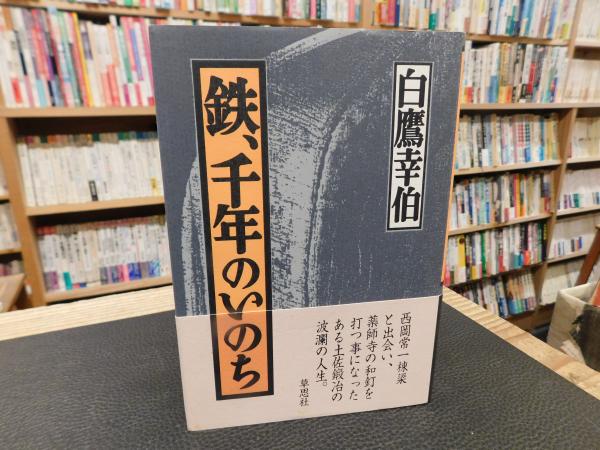 白鷹幸伯
鉄、千年のいのち
西岡常一棟梁
と出会い、
薬師寺の和釘を
打つ事になった
ある土佐鍛冶の
波瀾の人生。
草思社